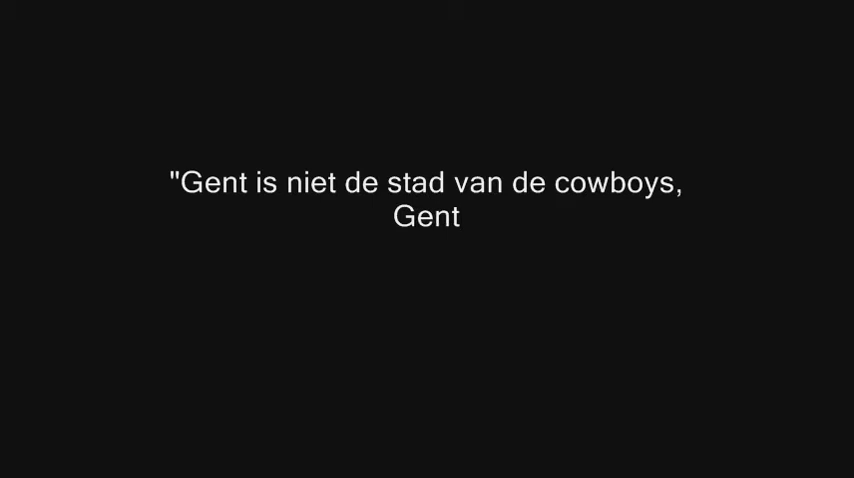 "Gent is niet de stad van de cowboys,
Gent